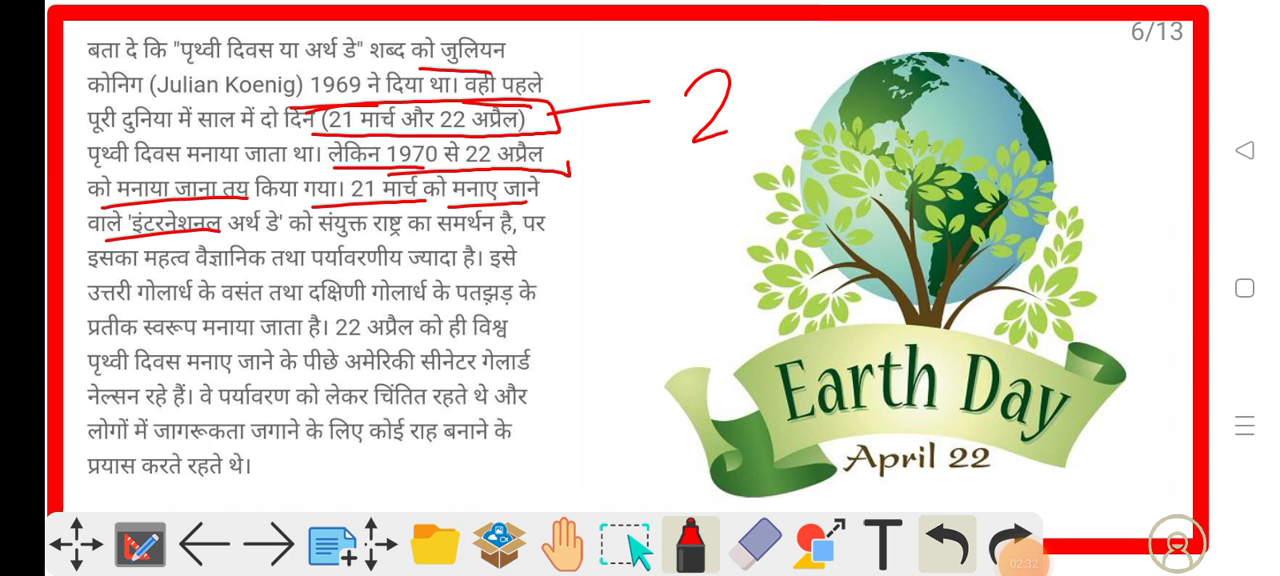 6/13
बता दे कि "पृथ्वी दिवस या अर्थ डे" शब्द को जुलियन
कोनिग (Julian Koenig) 1969 ने दिया था। वही पहले
पूरी दुनिया में साल में दो दिन (21 मार्च और 22 अप्रैल)
पृथ्वी दिवस मनाया जाता था। लेकिन 1970 से 22 अप्रैल
को मनाया जाना तय किया गया। 21 मार्च को मनाए जाने
वाले 'इंटरनेशनल अर्थ डे' को संयुक्त राष्ट्र का समर्थन है, पर
इसका महत्व वैज्ञानिक तथा पर्यावरणीय ज्यादा है। इसे
उत्तरी गोलार्ध के वसंत तथा दक्षिणी गोलार्ध के पतझड़ के
प्रतीक स्वरूप मनाया जाता है। 22 अप्रैल को ही विश्व
पृथ्वी दिवस मनाए जाने के पीछे अमेरिकी सीनेटर गेलार्ड
नेल्सन रहे हैं। वे पर्यावरण को लेकर चिंतित रहते थे और
लोगों में जागरूकता जगाने के लिए कोई राह बनाने के
प्रयास करते रहते थे।
2
Earth Day
April 22
T
02:32